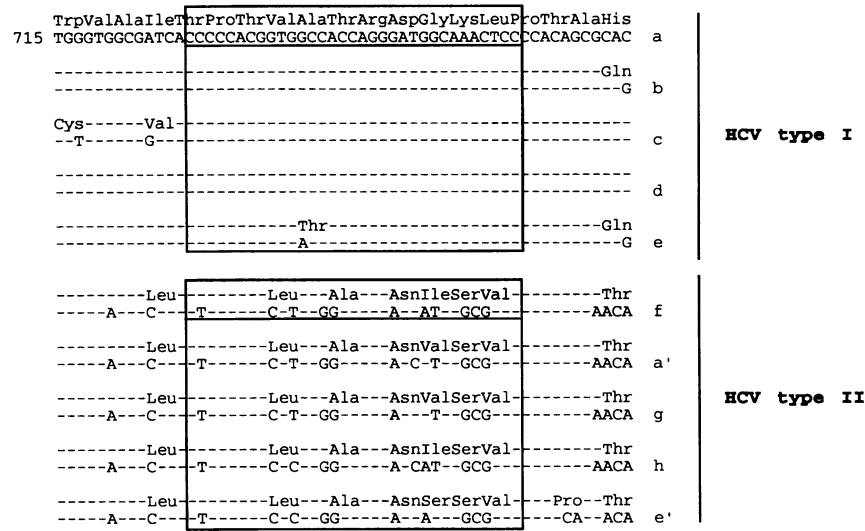 TrpValAlaIleThrProThrValAlaThrArgAspGlyLysLeuProThrAlaHis
715 TGGGTGGCGATCACCCCCACGGTGGCCACCAGGGATGGCAAACTCCCCACAGCGCAC a
------------------------------------------------------Gln
--------------------------------------------------------G b
Cys------Val---------------------------------------------
--T------G----------------------------------------------- c
HCV type I
---------------------------------------------------------
--------------------------------------------------------- d
------------------------Thr---------------------------Gln
------------------------A-------------------------------G e
---------Leu---------Leu---Ala---AsnIleSerVal---------Thr
-----A---C----T------C-T--GG-----A--AT--GCG----------AACA f
---------Leu---------Leu---Ala---AsnValSerVal---------Thr
-----A---C----T------C-T--GG-----A-C-T--GCG----------AACA a'
---------Leu---------Leu---Ala---AsnValSerVal---------Thr
-----A---C----T------C-T--GG-----A---T--GCG----------AACA g
HCV type II
---------Leu---------Leu---Ala---AsnIleSerVal---------Thr
-----A---C----T------C-C--GG-----A-CAT--GCG----------AACA h
---------Leu---------Leu---Ala---AsnSerSerVal----Pro--Thr
-----A---C----T------C-T--GG-----A--A---GCG-------CA--ACA e'